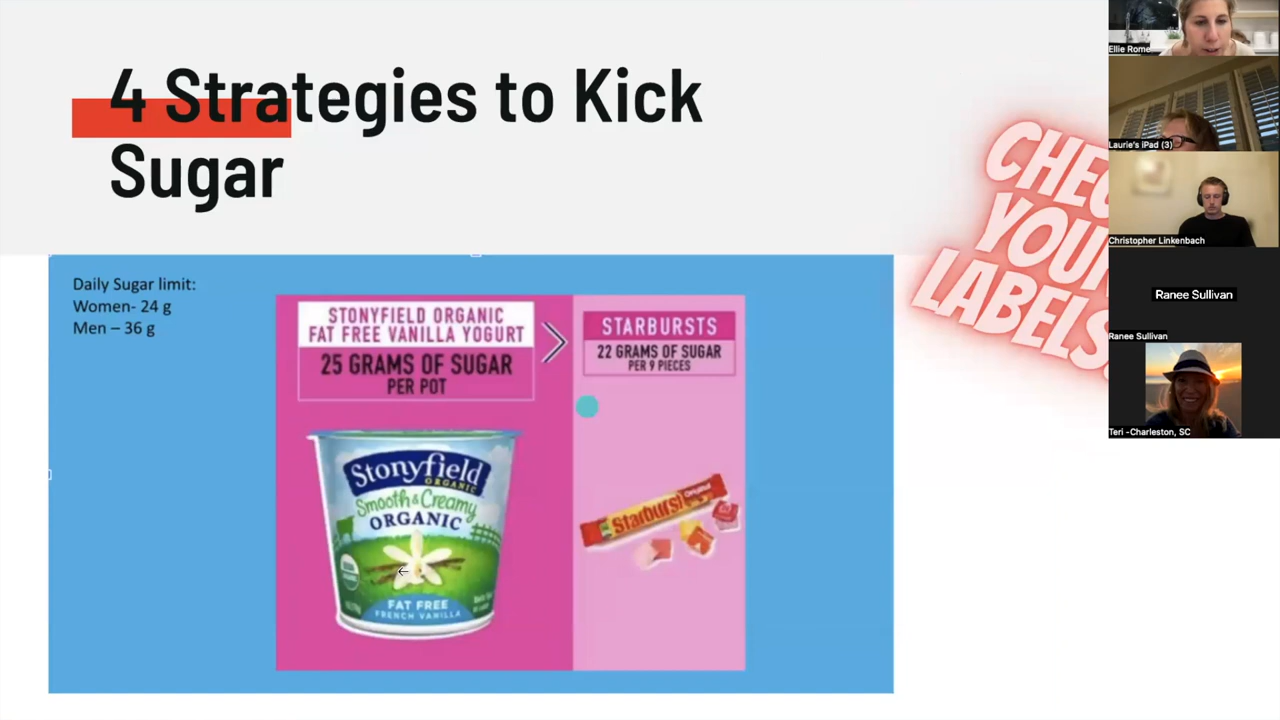 4 Strategies to Kick
Sugar
Daily Sugar limit:
Women- 24 g
Men – 36 g
STONYFIELD ORGANIC
FAT FREE VANILLA YOGURT
25 GRAMS OF SUGAR
PER POT
STARBURSTS
22 GRAMS OF SUGAR
PER 9 PIECES
Stonyfield
ORGANIC
Smooth & Creamy
ORGANIC
FAT FREE
FRENCH VANILLA
Starburst
Original
CHEC
YOUR
LABELS
Ellie Rome
Laurie's iPad (3)
Christopher Linkenbach
Ranee Sullivan
Ranee Sullivan
Teri -Charleston, SC